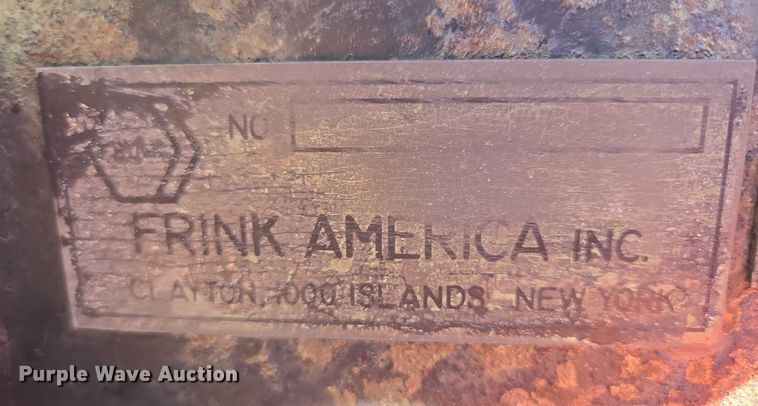 NO
FRINK AMERICA INC.
CLAYTON, 1000 ISLANDS, NEW YORK
Purple Wave Auction